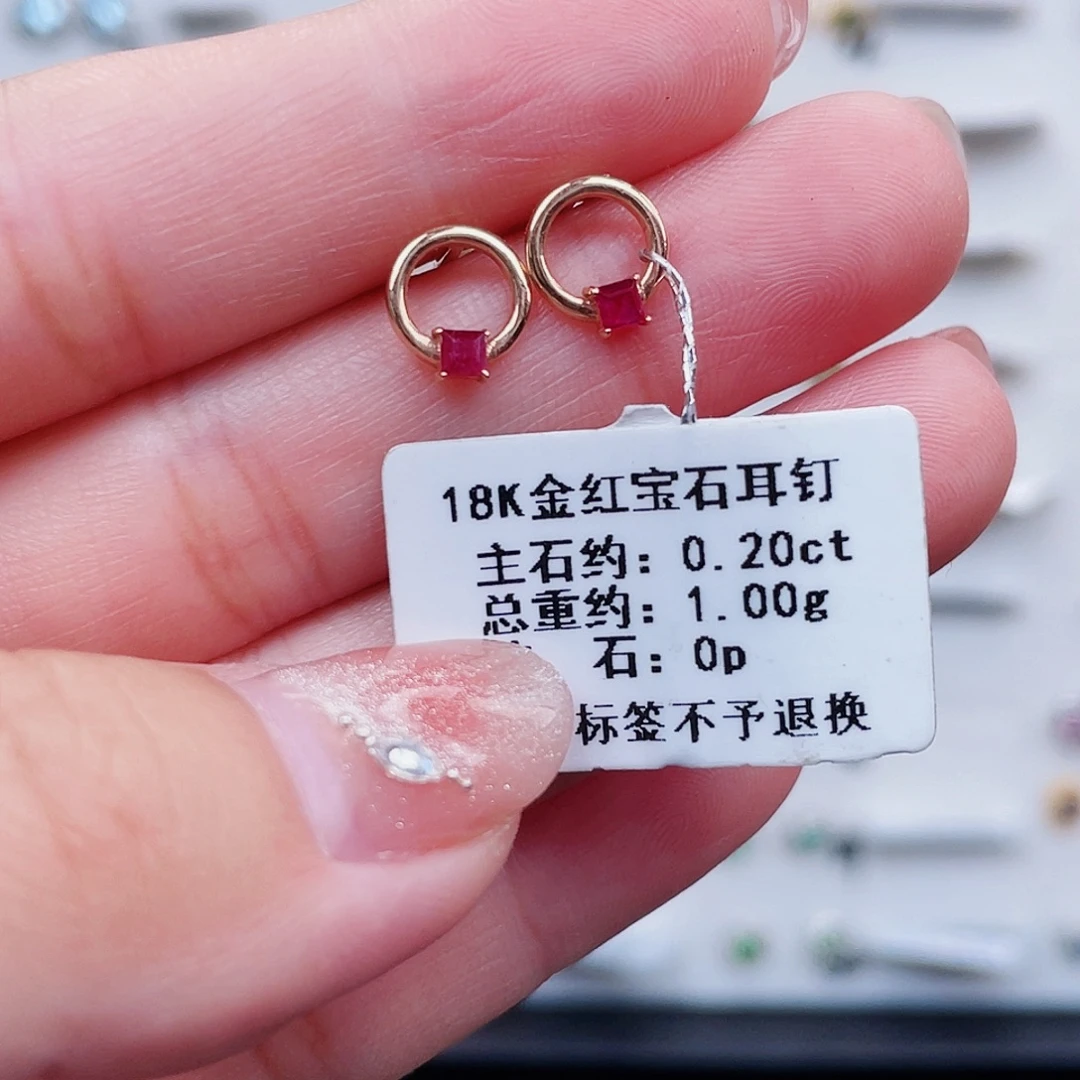 18K金红宝石耳钉
主石约：0.20ct
总重约：1.00g
石：0p
标签不予退换